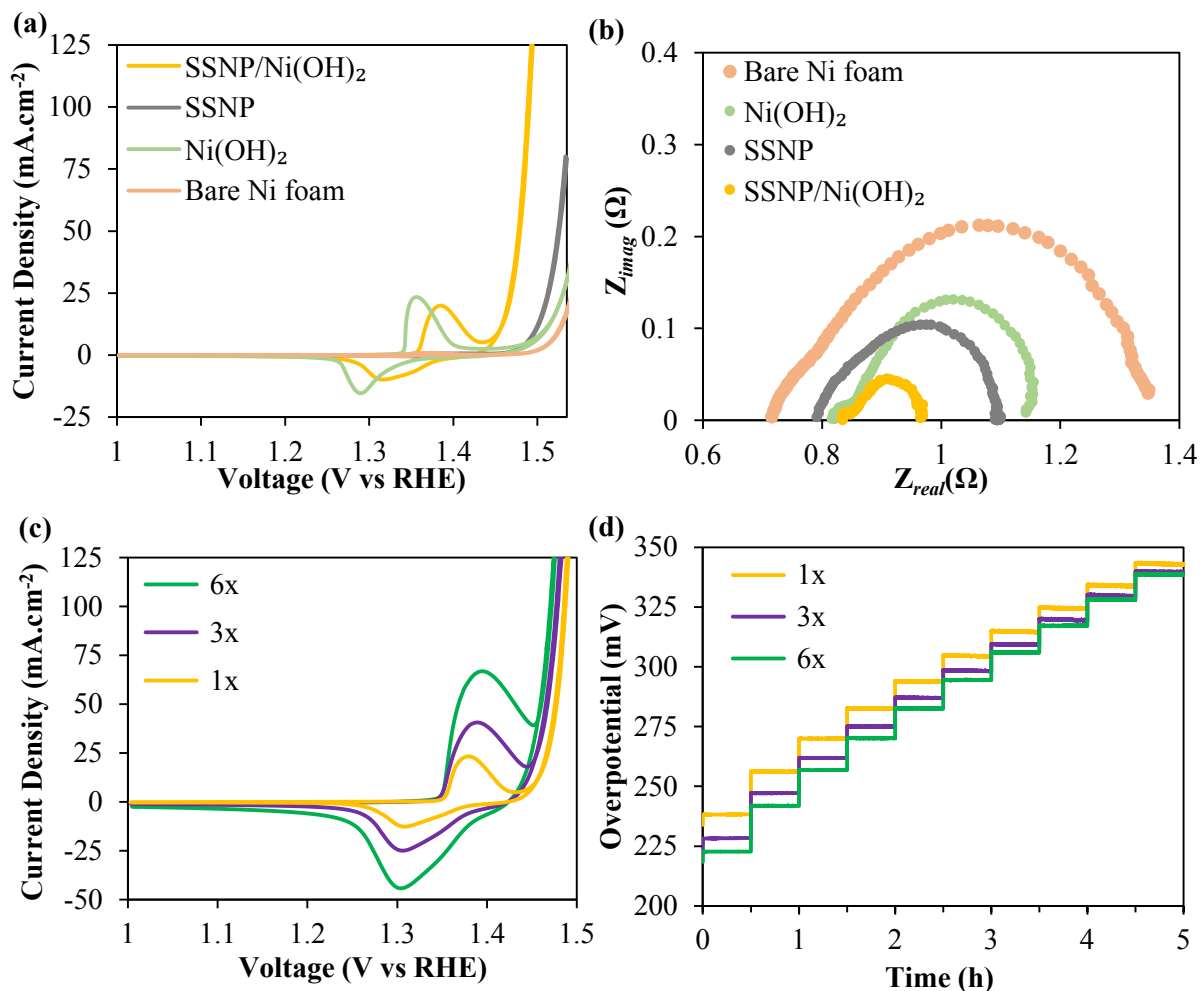 (a)
125
100
75
50
25
0
-25
Current Density (mA.cm⁻²)
SSNP/Ni(OH)₂
SSNP
Ni(OH)₂
Bare Ni foam
1
1.1
1.2
1.3
1.4
1.5
Voltage (V vs RHE)
(b)
0.4
0.3
0.2
0.1
0
Zimag (Ω)
Bare Ni foam
Ni(OH)₂
SSNP
SSNP/Ni(OH)₂
0.6
0.8
1
1.2
1.4
Zreal(Ω)
(c)
125
100
75
50
25
0
-25
-50
Current Density (mA.cm⁻²)
6x
3x
1x
1
1.1
1.2
1.3
1.4
1.5
Voltage (V vs RHE)
(d)
350
325
300
275
250
225
200
Overpotential (mV)
1x
3x
6x
0
1
2
3
4
5
Time (h)